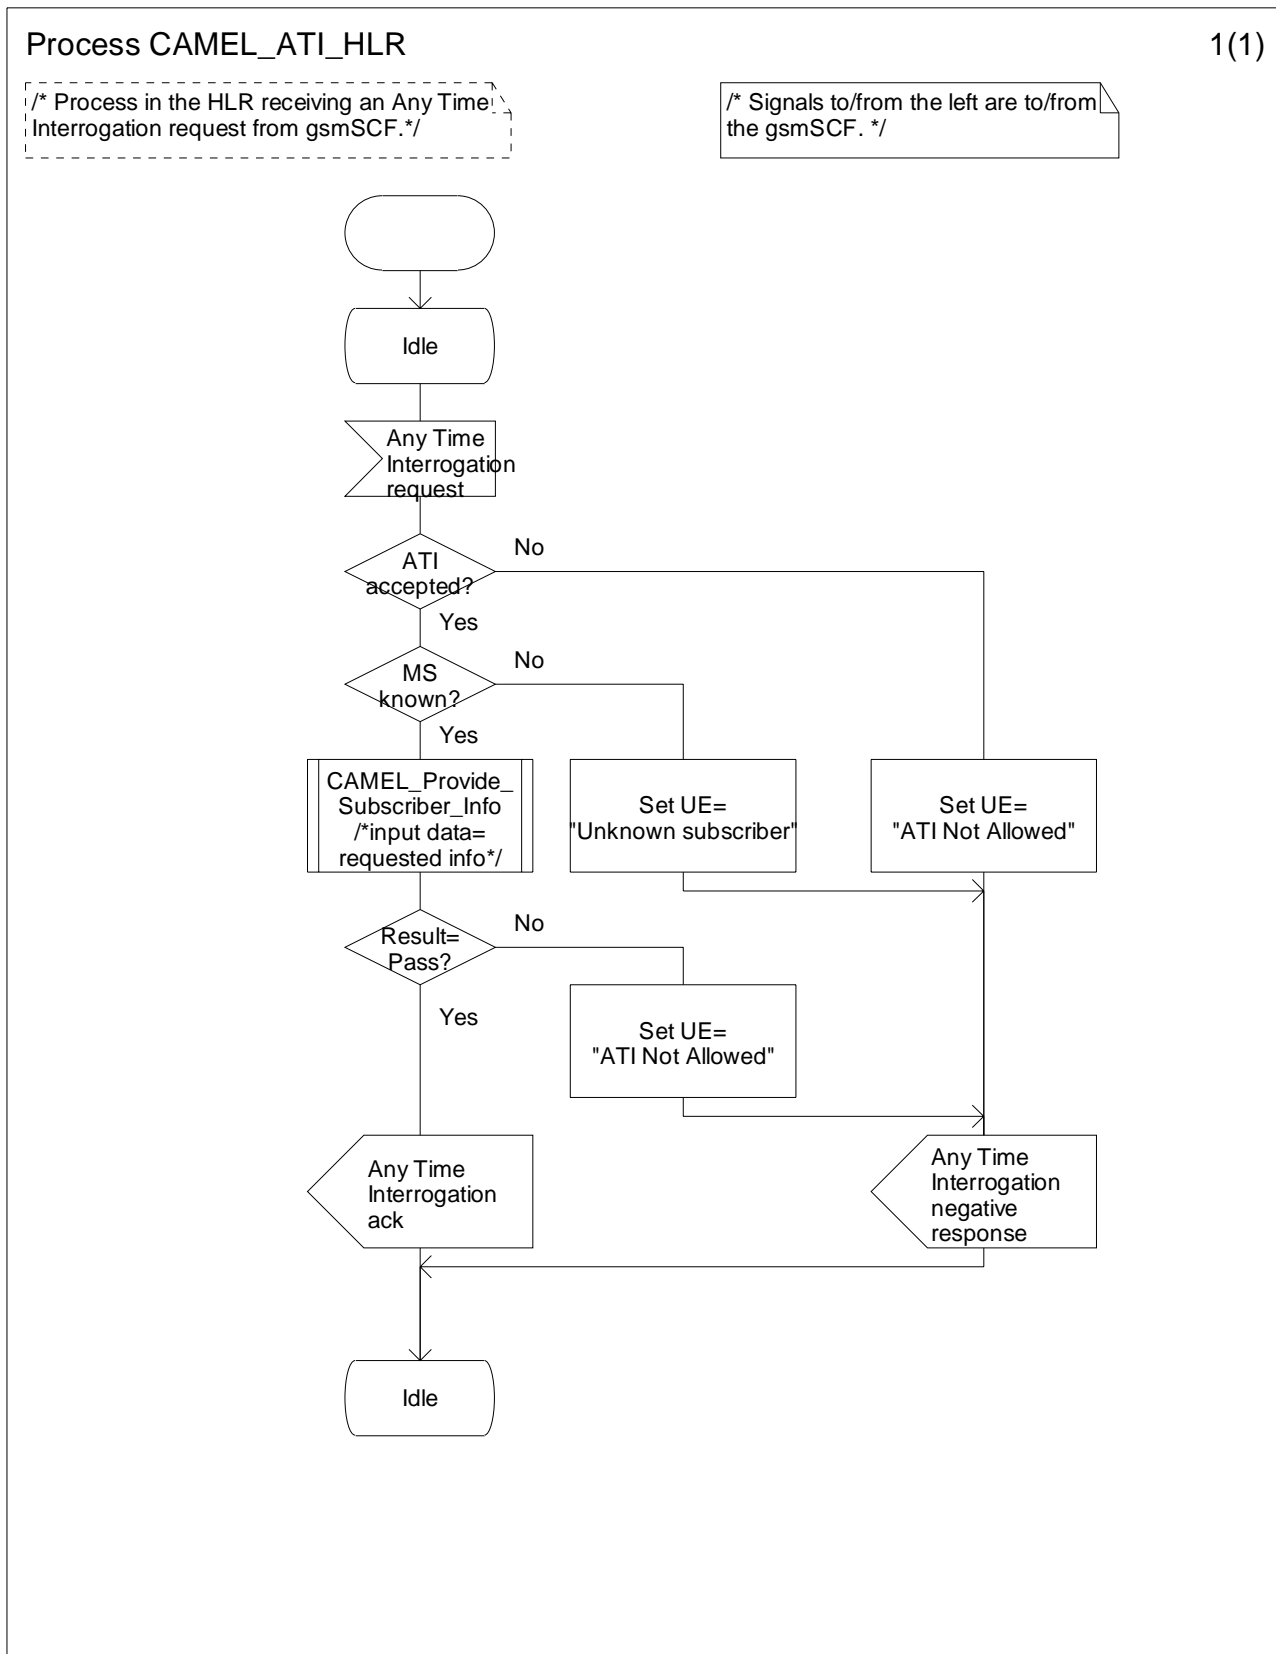 Process CAMEL_ATI_HLR
1(1)
/* Process in the HLR receiving an Any Time
Interrogation request from gsmSCF.*/
/* Signals to/from the left are to/from
the gsmSCF. */
Idle
Any Time
Interrogation
request
ATI
accepted?
No
Yes
MS
known?
No
Yes
CAMEL_Provide_
Subscriber_Info
/*input data=
requested info*/
Set UE=
"Unknown subscriber"
Set UE=
"ATI Not Allowed"
Result=
Pass?
No
Yes
Set UE=
"ATI Not Allowed"
Any Time
Interrogation
ack
Any Time
Interrogation
negative
response
Idle